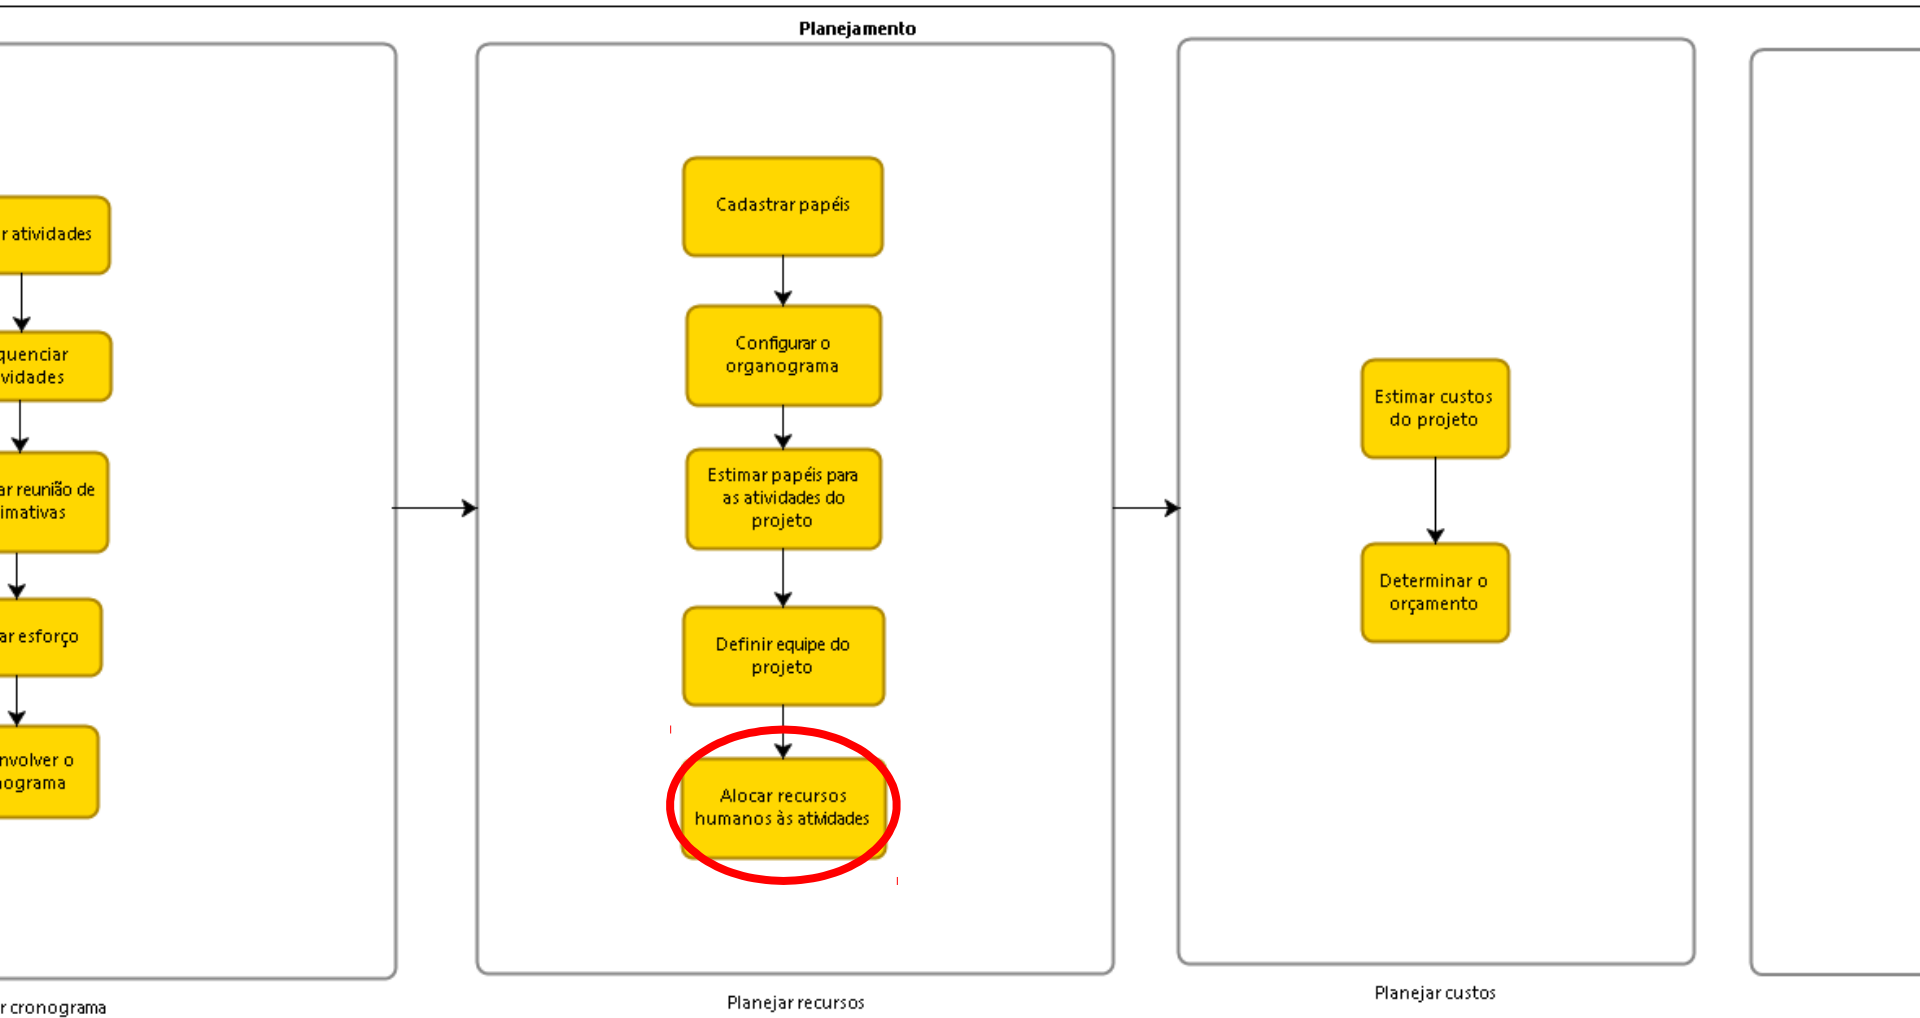 Planejamento
r atividades
quenciar
vidades
ar reunião de
imativas
ar esforço
nvolver o
nograma
r cronograma
Cadastrar papéis
Configurar o
organograma
Estimar papéis para
as atividades do
projeto
Definir equipe do
projeto
Alocar recursos
humanos às atividades
Planejar recursos
Estimar custos
do projeto
Determinar o
orçamento
Planejar custos